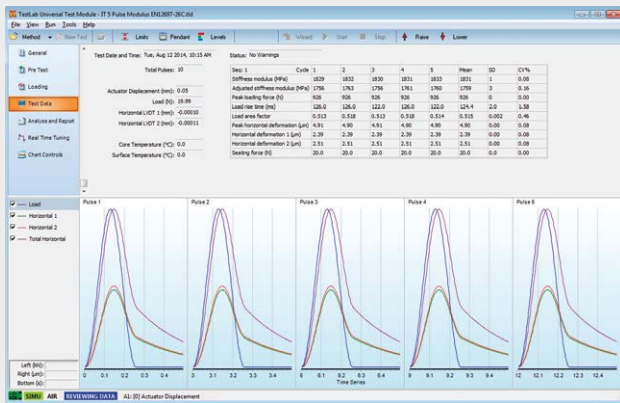 TestLab Universal Test Module - IT 5 Pulse Modulus EN12697-26C.tld
File View Run Tools Help
Method New Test Limits Pendant Levels Wizard Start Stop Raise Lower
General
Pre Test
Loading
Test Data
Analyse and Report
Real Time Tuning
Chart Controls
Test Date and Time: Tue, Aug 12 2014, 10:15 AM Status: No Warnings
Total Pulses: 10
Actuator Displacement (mm): 0.05
Load (N): 19.99
Horizontal LVDT 1 (mm): -0.00010
Horizontal LVDT 2 (mm): -0.00011
Core Temperature (°C): 0.0
Surface Temperature (°C): 0.0
Seq: 1 Cycle 1 2 3 4 5 Mean SD CV%
Stiffness modulus (MPa) 1829 1832 1830 1831 1833 1831 1 0.08
Adjusted stiffness modulus (MPa) 1756 1763 1756 1761 1760 1759 3 0.16
Peak loading force (N) 926 926 926 926 926 926 0 0.00
Load rise time (ms) 126.0 126.0 122.0 126.0 122.0 124.4 2.0 1.58
Load area factor 0.513 0.518 0.513 0.518 0.514 0.515 0.002 0.46
Peak horizontal deformation (µm) 4.91 4.90 4.90 4.90 4.90 4.90 0.00 0.08
Horizontal deformation 1 (µm) 2.39 2.39 2.39 2.39 2.39 2.39 0.00 0.08
Horizontal deformation 2 (µm) 2.51 2.51 2.51 2.51 2.51 2.51 0.00 0.08
Seating force (N) 20.0 20.0 20.0 20.0 20.0 20.0 0.0 0.00
Load
Horizontal 1
Horizontal 2
Total Horizontal
Pulse 1 Pulse 2 Pulse 3 Pulse 4
0 0.1 0.2 0.3 0.4 3 3.1 3.2 3.3 3.4 6 6.1 6.2 6.3 6.4 9 9.1 9.2 9.3 9.4 12 12.1 12.2 12.3 12.4
Time Series
Left (kN):
Right (µm):
Bottom (s):
SIMU AIR REVIEWING DATA A1: [0] Actuator Displacement